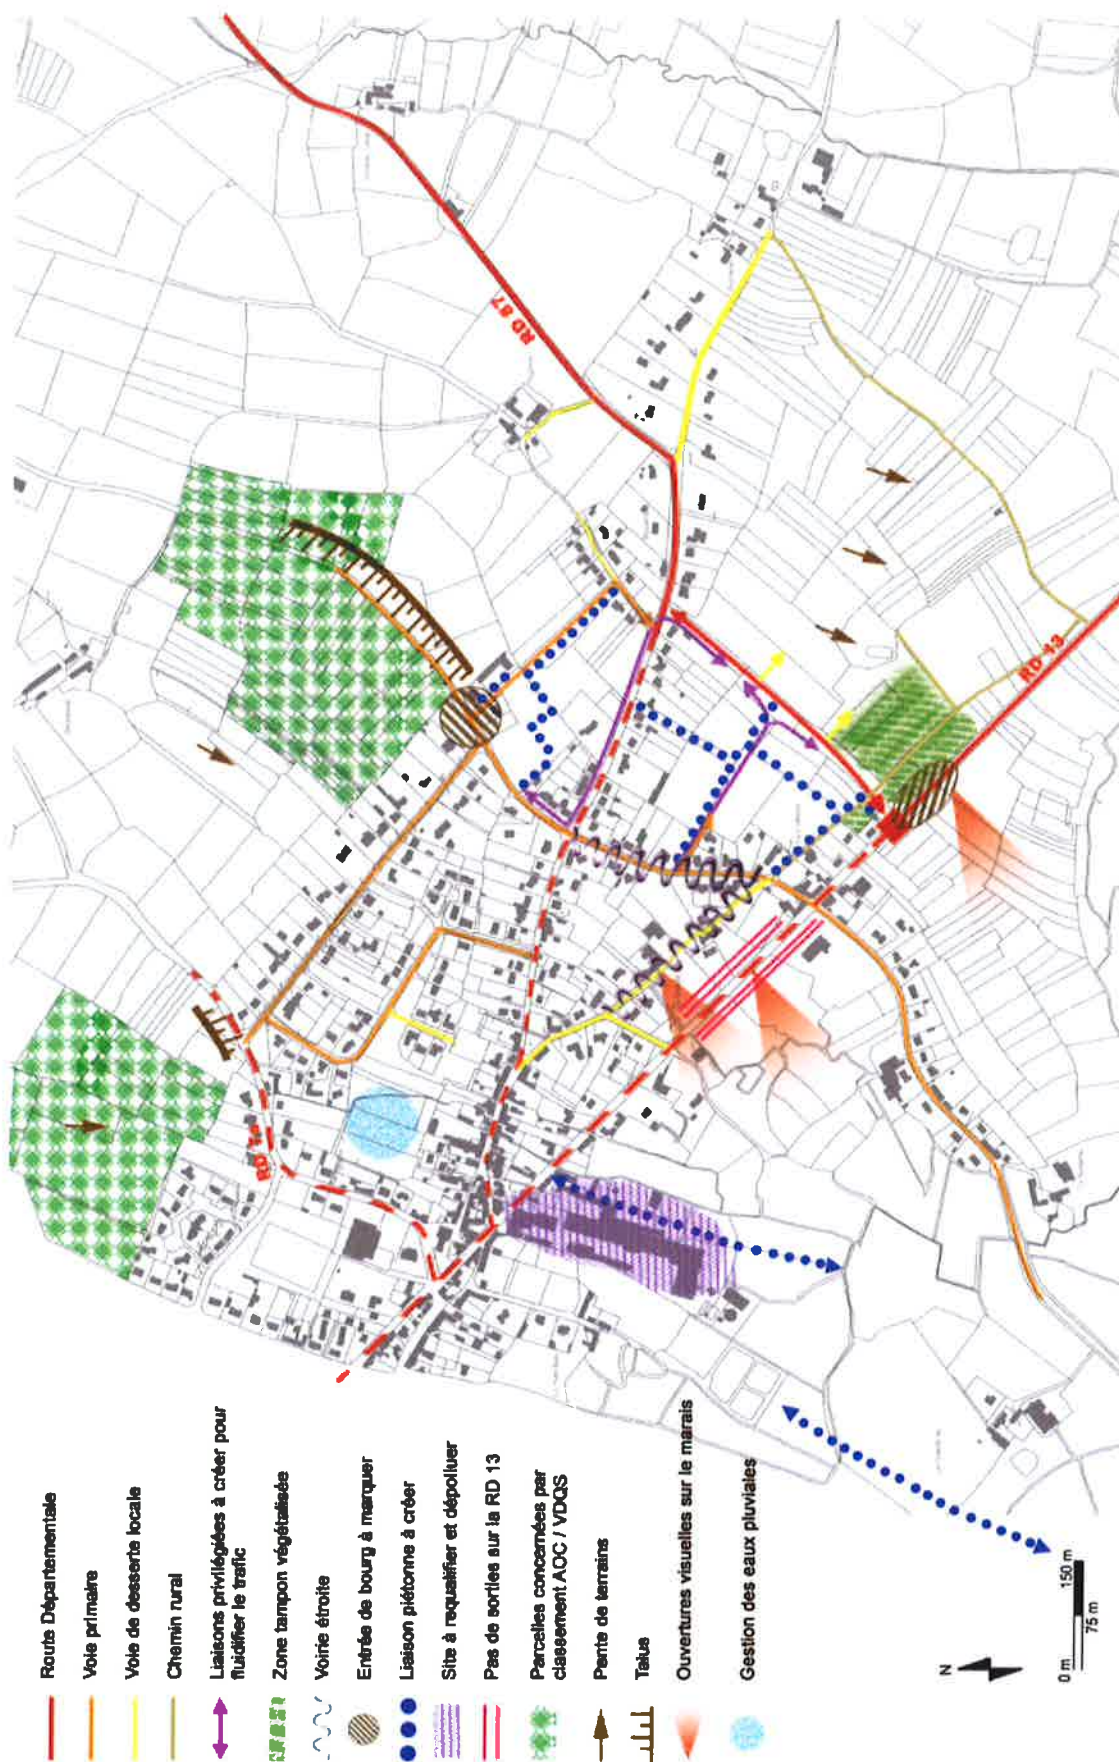 Route Départementale
Voie primaire
Voie de desserte locale
Chemin rural
Liaisons privilégiées à créer pour
fluidifier le trafic
Zone tampon végétalisée
Voirie étroite
Entrée de bourg à marquer
Liaison piétonne à créer
Site à requalifier et dépolluer
Pas de sorties sur la RD 13
Parcelles concernées par
classement AOC / VDQS
Pente de terrains
Talus
Ouvertures visuelles sur le marais
Gestion des eaux pluviales
N
0 m
75 m
150 m
RD 87
RD 13
RD